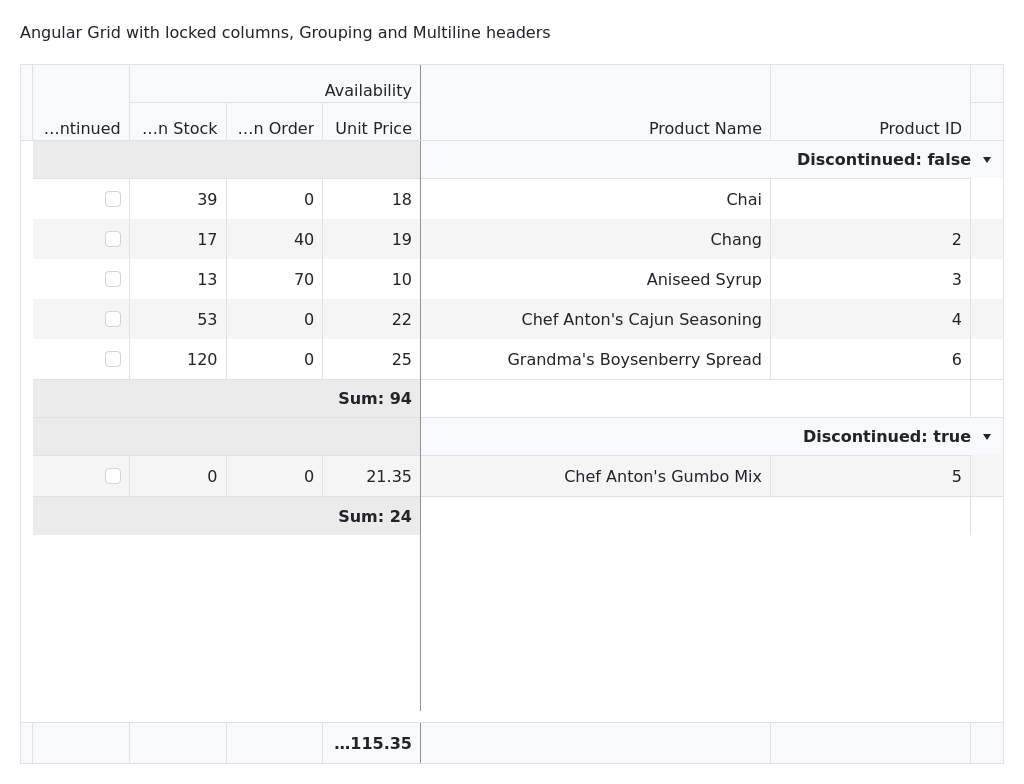 Angular Grid with locked columns, Grouping and Multiline headers
Availability
…ntinued …n Stock …n Order Unit Price Product Name Product ID
Discontinued: false
39 0 18 Chai
17 40 19 Chang 2
13 70 10 Aniseed Syrup 3
53 0 22 Chef Anton's Cajun Seasoning 4
120 0 25 Grandma's Boysenberry Spread 6
Sum: 94
Discontinued: true
0 0 21.35 Chef Anton's Gumbo Mix 5
Sum: 24
…115.35